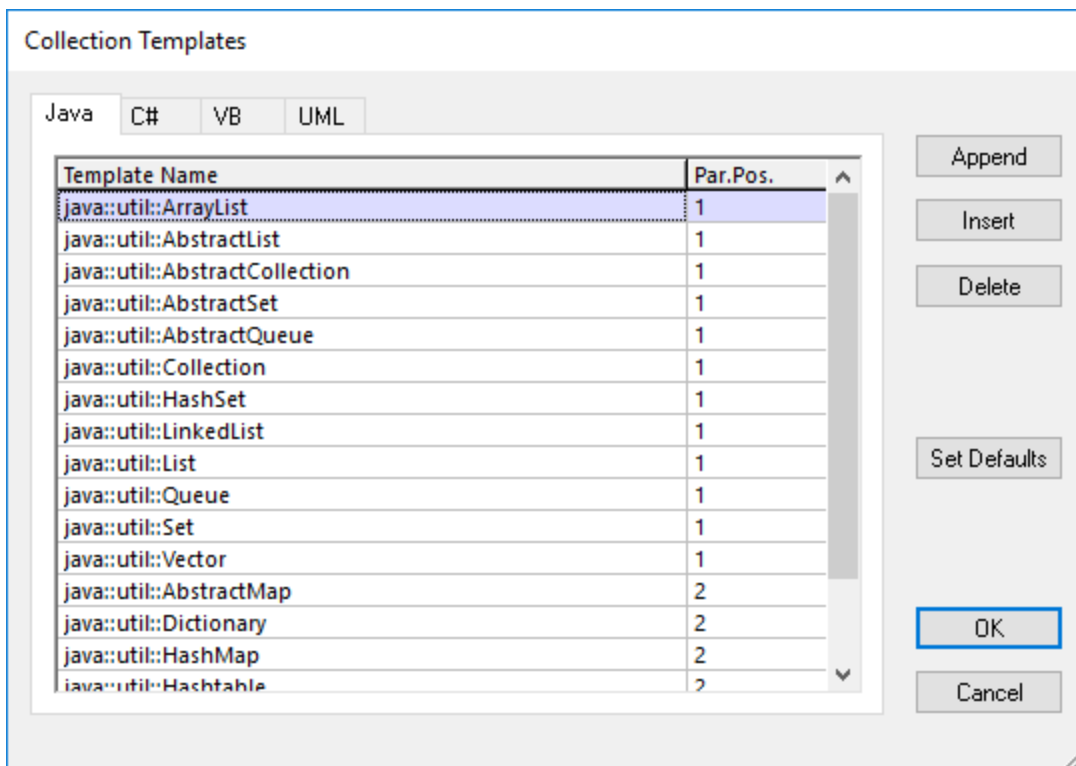 Collection Templates
Java C# VB UML
Template Name Par.Pos.
java::util::ArrayList 1
java::util::AbstractList 1
java::util::AbstractCollection 1
java::util::AbstractSet 1
java::util::AbstractQueue 1
java::util::Collection 1
java::util::HashSet 1
java::util::LinkedList 1
java::util::List 1
java::util::Queue 1
java::util::Set 1
java::util::Vector 1
java::util::AbstractMap 2
java::util::Dictionary 2
java::util::HashMap 2
java::util::Hashtable 2
Append
Insert
Delete
Set Defaults
OK
Cancel